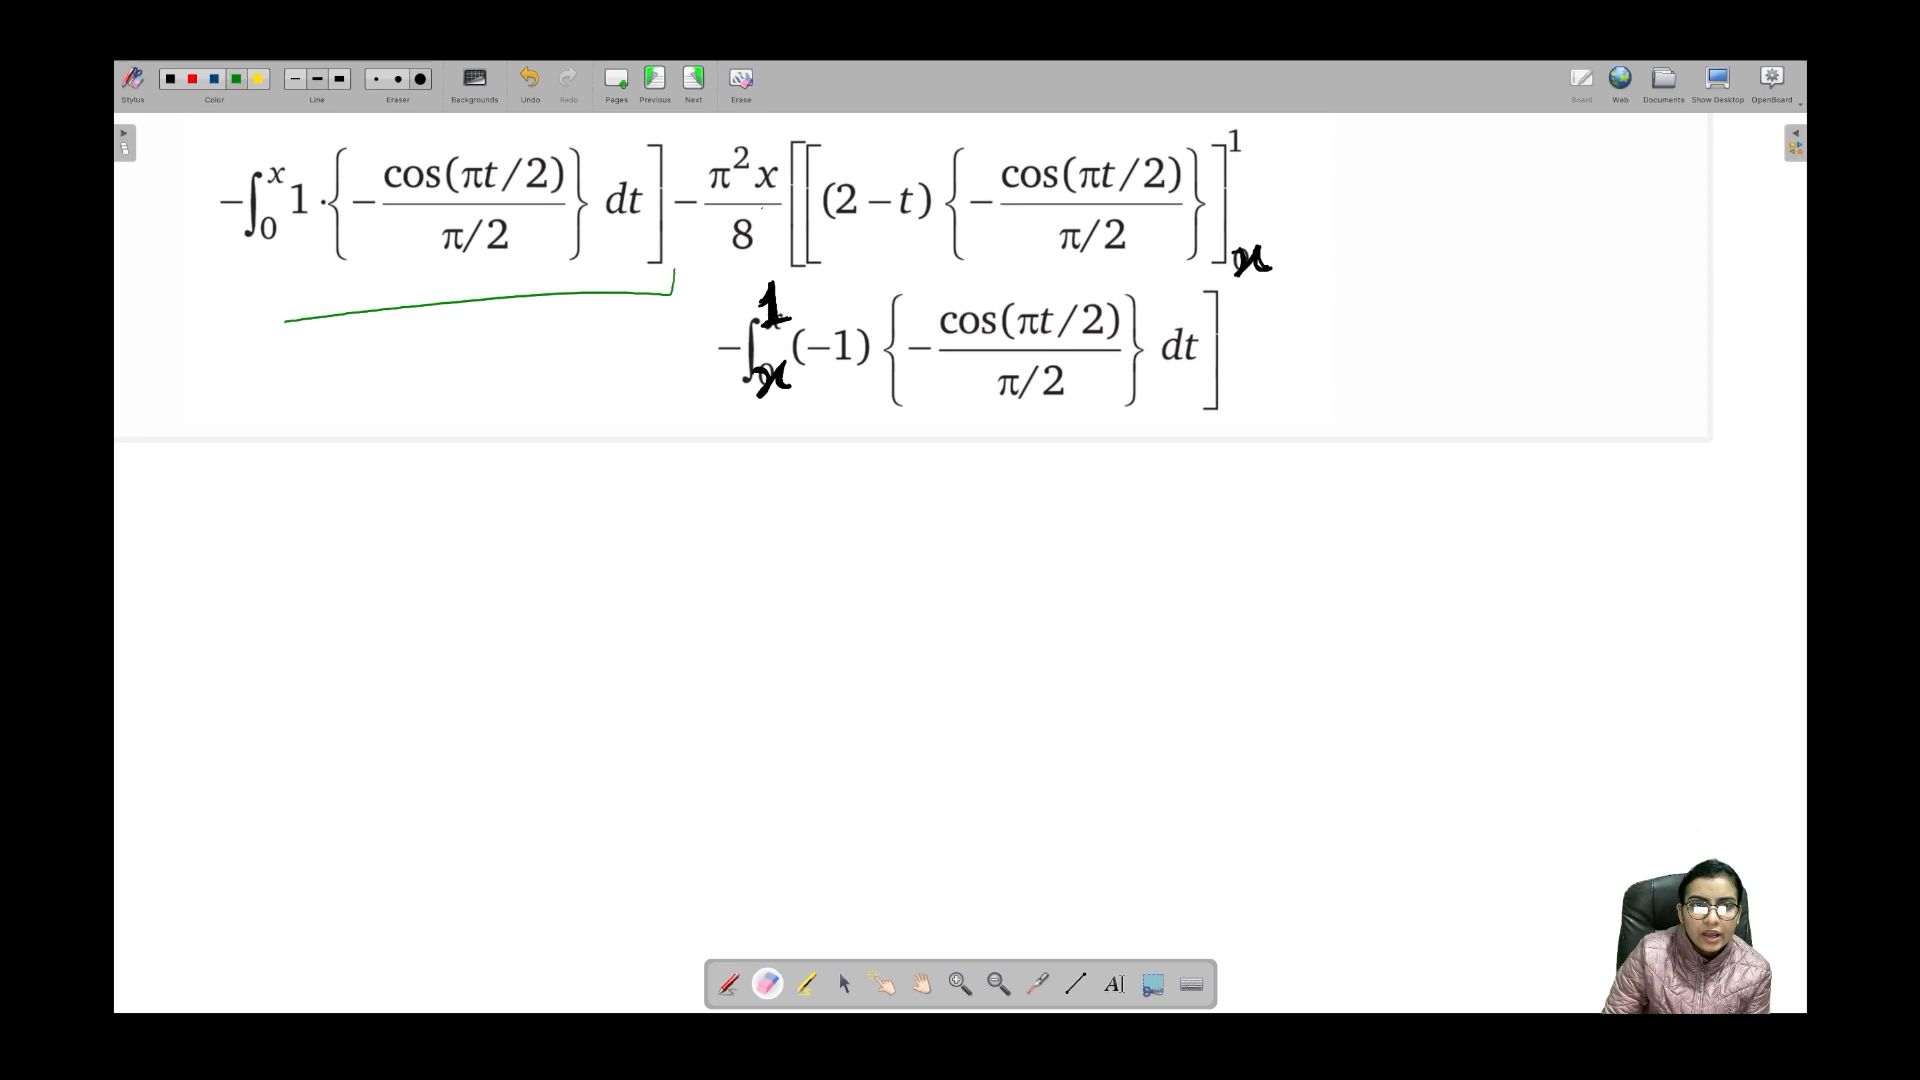 Stylus Color Line Eraser Backgrounds Undo Redo Pages Previous Next Erase Board Web Documents Show Desktop OpenBoard
-∫₀ˣ 1·{-cos(πt/2)/(π/2)} dt] - π²x/8 [[(2-t){-cos(πt/2)/(π/2)}]ₓ¹
-∫ₓ¹ (-1){-cos(πt/2)/(π/2)} dt]